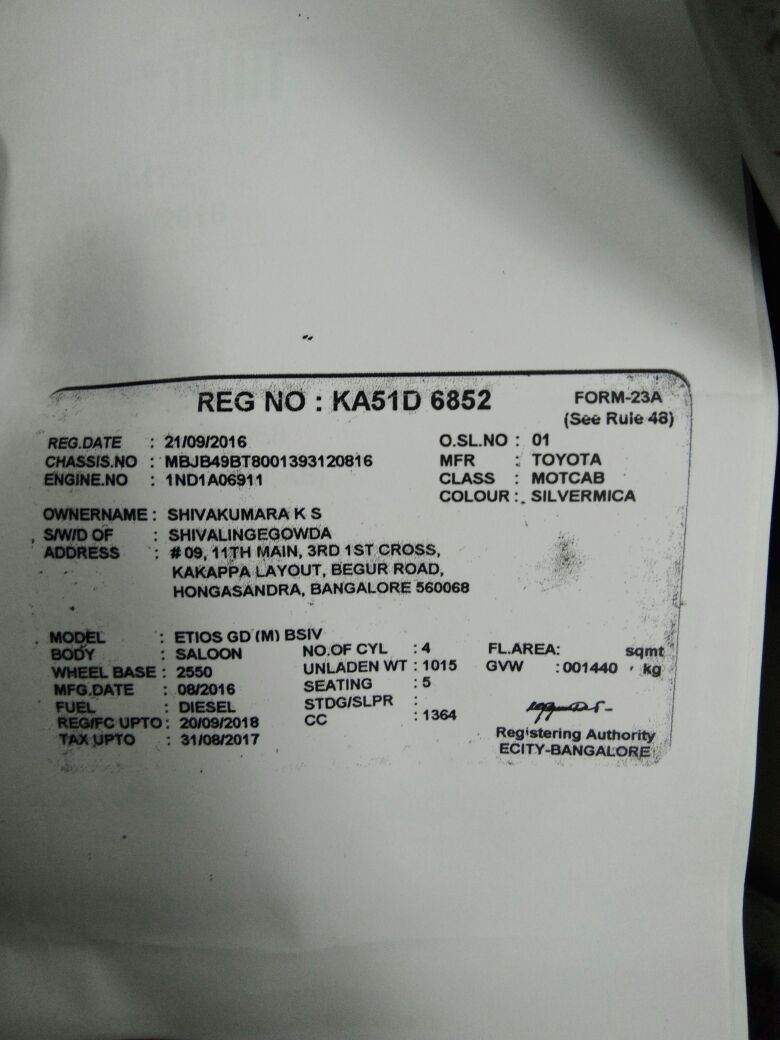 REG NO : KA51D 6852
FORM-23A
(See Rule 48)
REG.DATE : 21/09/2016
O.SL.NO : 01
CHASSIS.NO : MBJB49BT8001393120816
MFR : TOYOTA
ENGINE.NO : 1ND1A06911
CLASS : MOTCAB
COLOUR : SILVERMICA
OWNERNAME : SHIVAKUMARA K S
S/W/D OF : SHIVALINGEGOWDA
ADDRESS : # 09, 11TH MAIN, 3RD 1ST CROSS,
KAKAPPA LAYOUT, BEGUR ROAD,
HONGASANDRA, BANGALORE 560068
MODEL : ETIOS GD (M) BSIV
BODY : SALOON
NO.OF CYL : 4
FL.AREA: sqmt
WHEEL BASE : 2550
UNLADEN WT : 1015
GVW : 001440 kg
MFG.DATE : 08/2016
SEATING : 5
FUEL : DIESEL
STDG/SLPR :
REG/FC UPTO : 20/09/2018
CC : 1364
TAX UPTO : 31/08/2017
Registering Authority
ECITY-BANGALORE